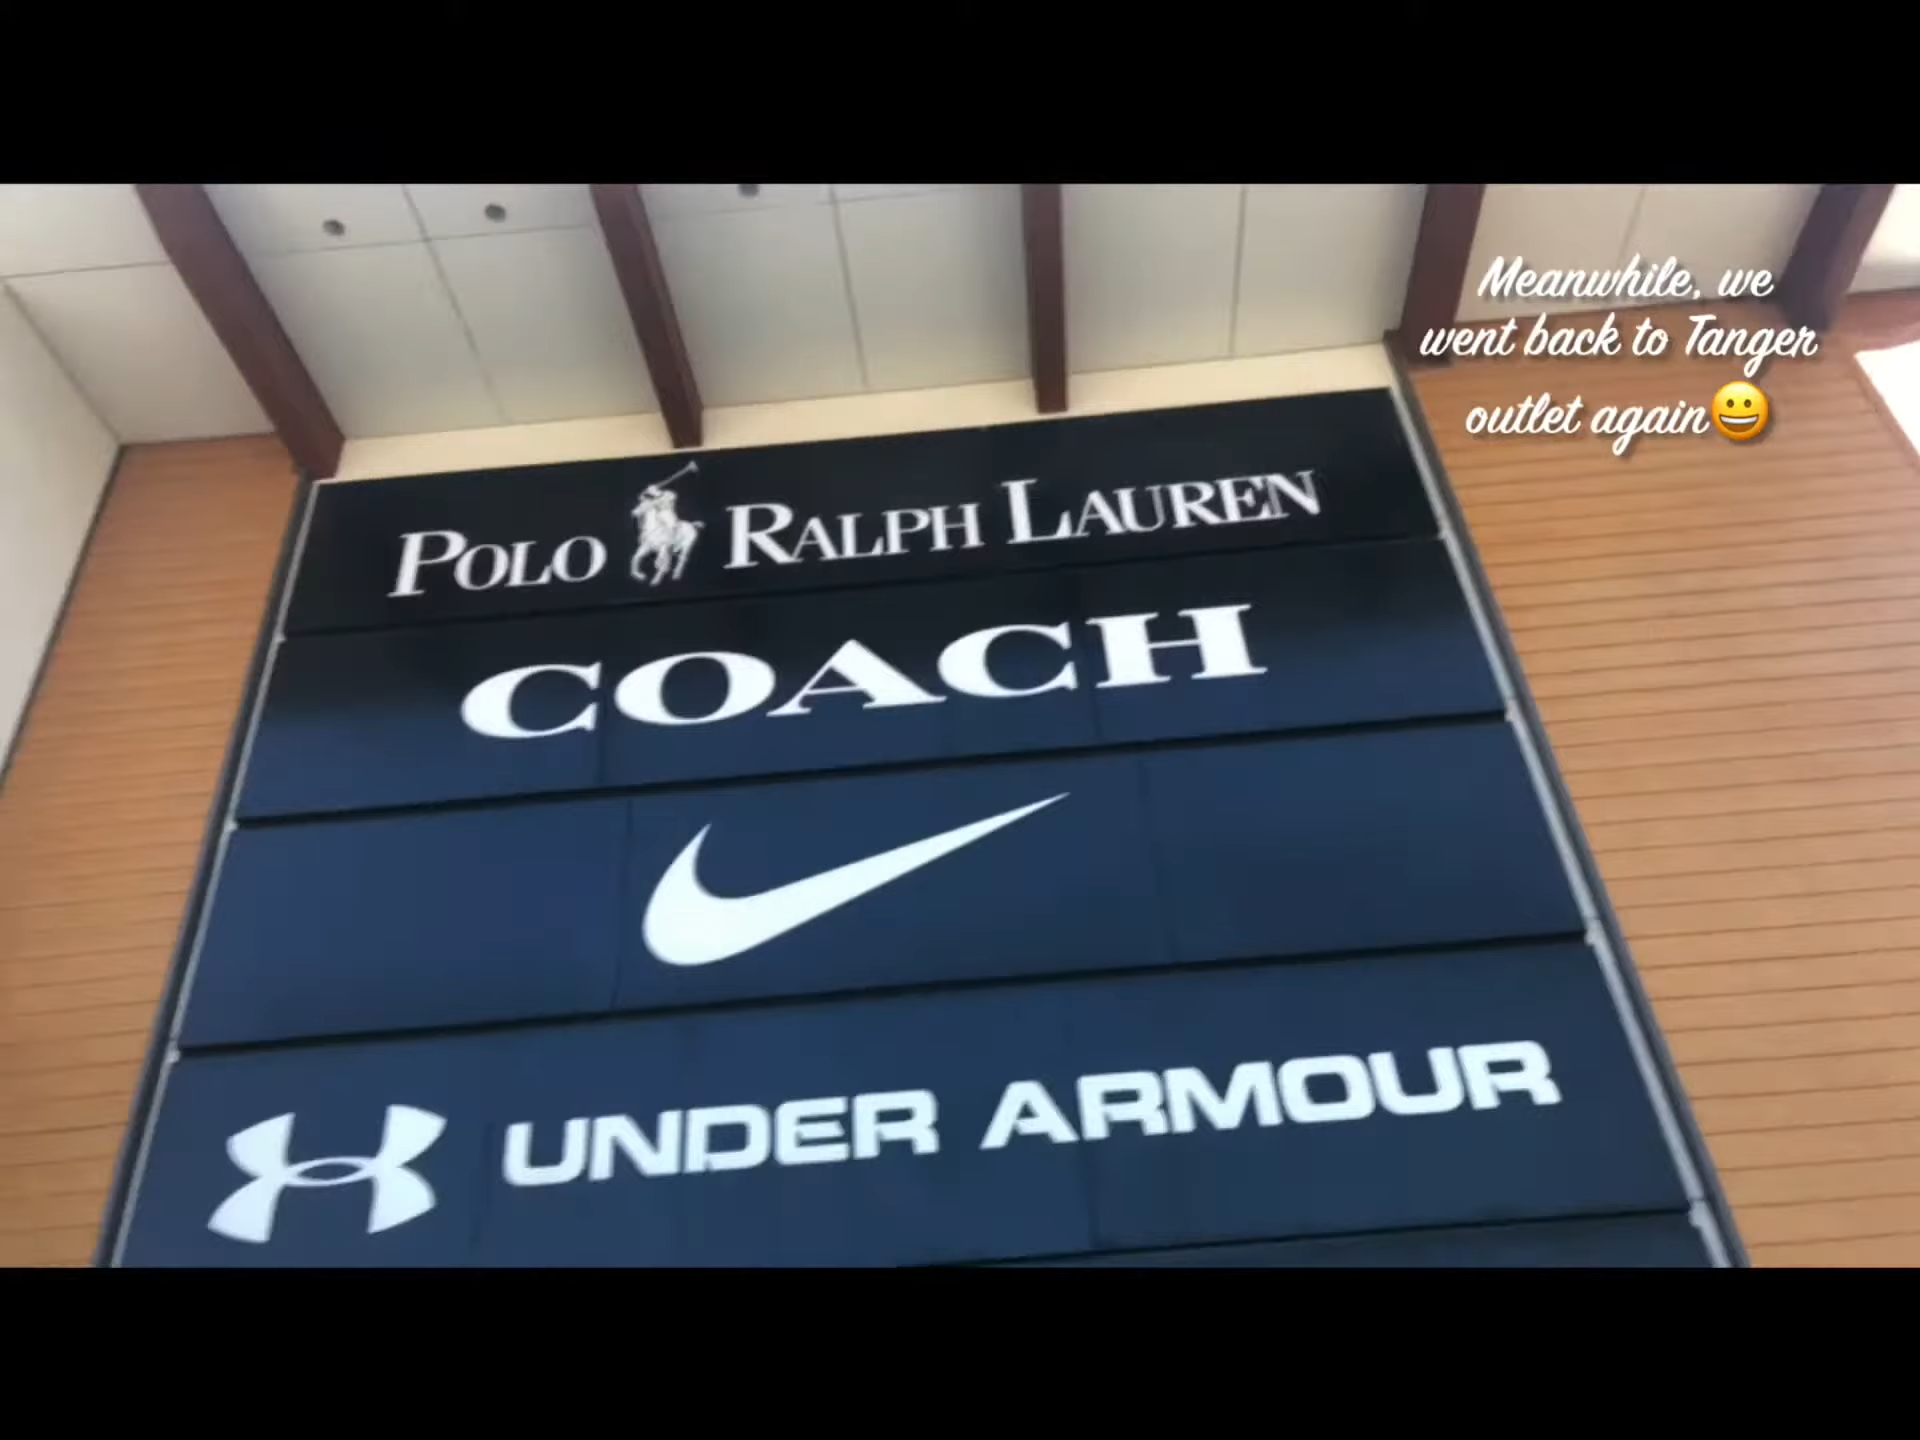 Meanwhile, we
went back to Tanger
outlet again😀
POLO RALPH LAUREN
COACH
UNDER ARMOUR